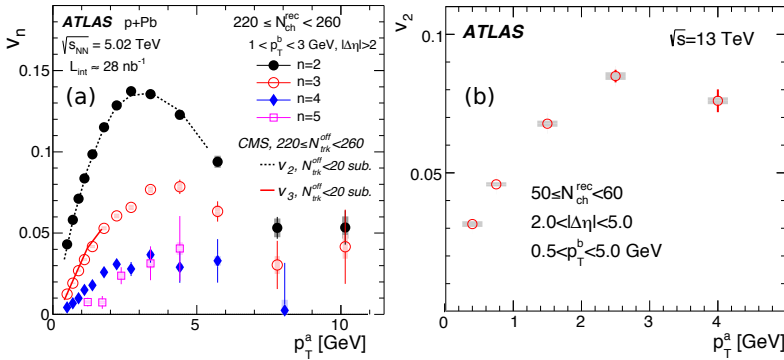 ATLAS p+Pb
√s_NN = 5.02 TeV
L_int ≈ 28 nb⁻¹
(a)
220 ≤ N_ch^rec < 260
1 < p_T^b < 3 GeV, |Δη|>2
n=2
n=3
n=4
n=5
CMS, 220≤N_trk^off<260
v_2, N_trk^off<20 sub.
v_3, N_trk^off<20 sub.
v_n
0.15
0.1
0.05
0
0 5 10
p_T^a [GeV]
ATLAS
√s=13 TeV
(b)
50≤N_ch^rec<60
2.0<|Δη|<5.0
0.5<p_T^b<5.0 GeV
v_2
0.1
0.05
0 1 2 3 4
p_T^a [GeV]